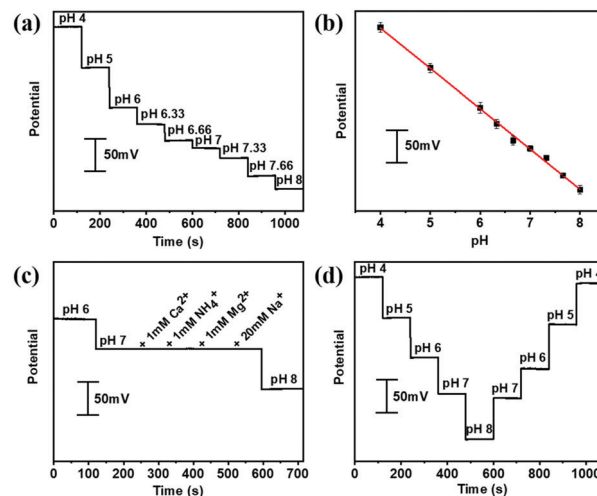 (a)
pH 4
pH 5
pH 6
pH 6.33
pH 6.66
pH 7
pH 7.33
pH 7.66
pH 8
50mV
Potential
0 200 400 600 800 1000
Time (s)
(b)
50mV
Potential
4 5 6 7 8
pH
(c)
pH 6
pH 7
1mM Ca2+
1mM NH4+
1mM Mg2+
20mM Na+
pH 8
50mV
Potential
0 100 200 300 400 500 600 700
Time (s)
(d)
pH 4
pH 5
pH 6
pH 7
pH 8
pH 7
pH 6
pH 5
pH 4
50mV
Potential
0 200 400 600 800 1000
Time (s)